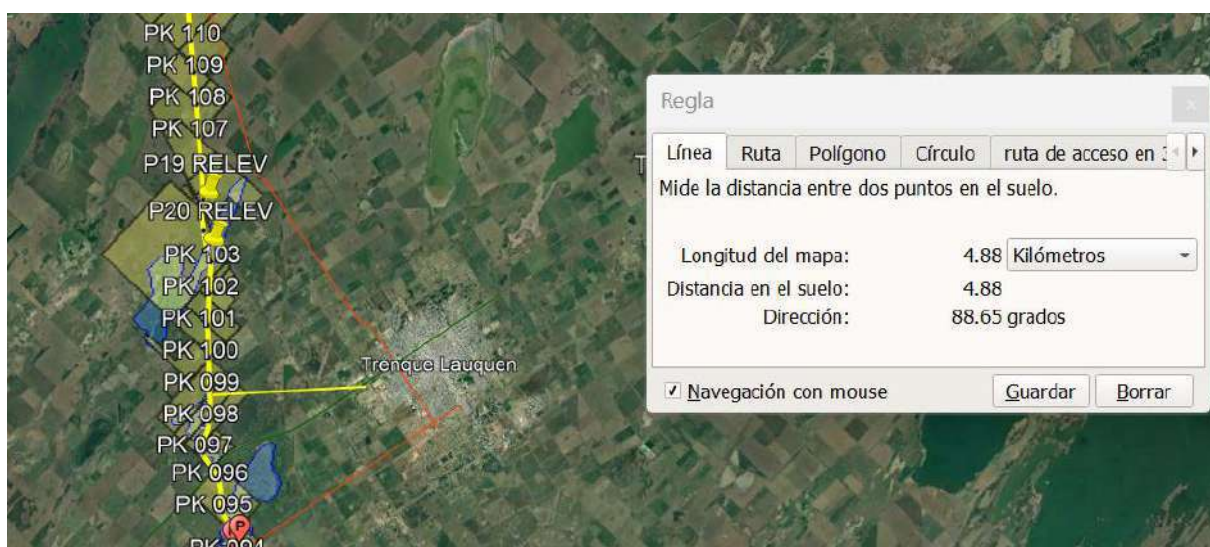 PK 110
PK 109
PK 108
PK 107
P19 RELEV
P20 RELEV
PK 103
PK 102
PK 101
PK 100
PK 099
PK 098
PK 097
PK 096
PK 095
P
PK 094
Trenque Lauquen
T
Regla
x
Línea Ruta Polígono Círculo ruta de acceso en
Mide la distancia entre dos puntos en el suelo.
Longitud del mapa: 4.88 Kilómetros
Distancia en el suelo: 4.88
Dirección: 88.65 grados
Navegación con mouse Guardar Borrar